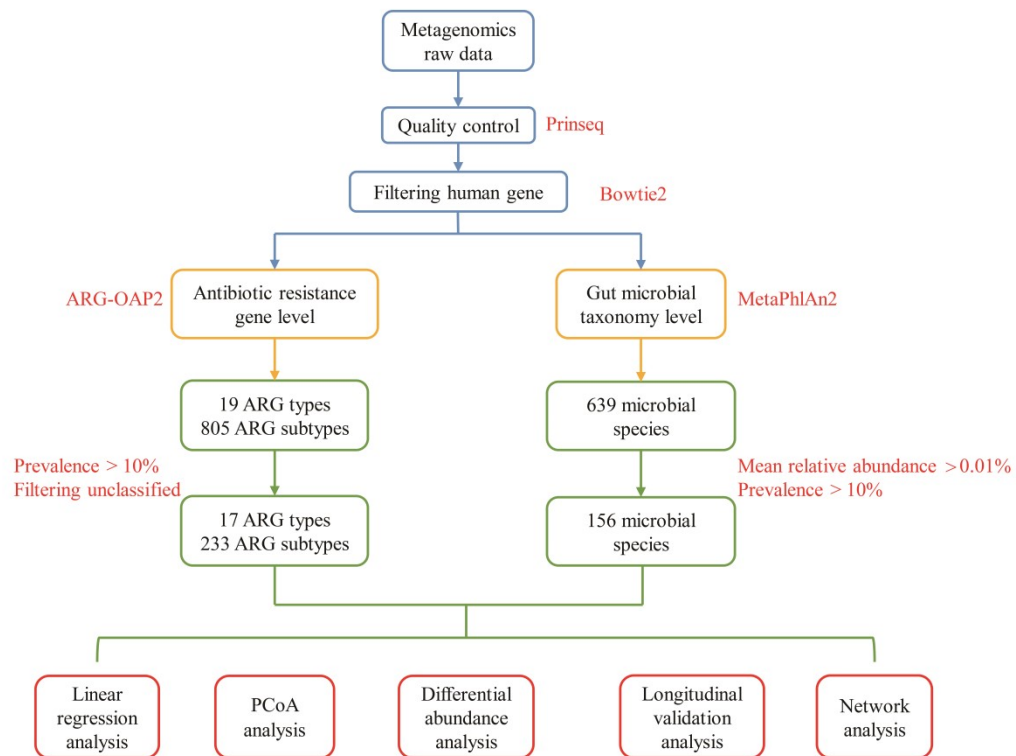 Metagenomics
raw data
Quality control
Prinseq
Filtering human gene
Bowtie2
ARG-OAP2
Antibiotic resistance
gene level
Gut microbial
taxonomy level
MetaPhlAn2
19 ARG types
805 ARG subtypes
639 microbial
species
Prevalence > 10%
Filtering unclassified
Mean relative abundance >0.01%
Prevalence > 10%
17 ARG types
233 ARG subtypes
156 microbial
species
Linear
regression
analysis
PCoA
analysis
Differential
abundance
analysis
Longitudinal
validation
analysis
Network
analysis